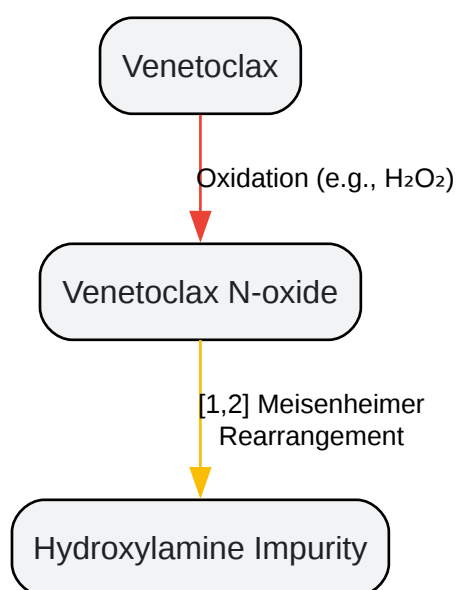 Venetoclax
Oxidation (e.g., H₂O₂)
Venetoclax N-oxide
[1,2] Meisenheimer
Rearrangement
Hydroxylamine Impurity